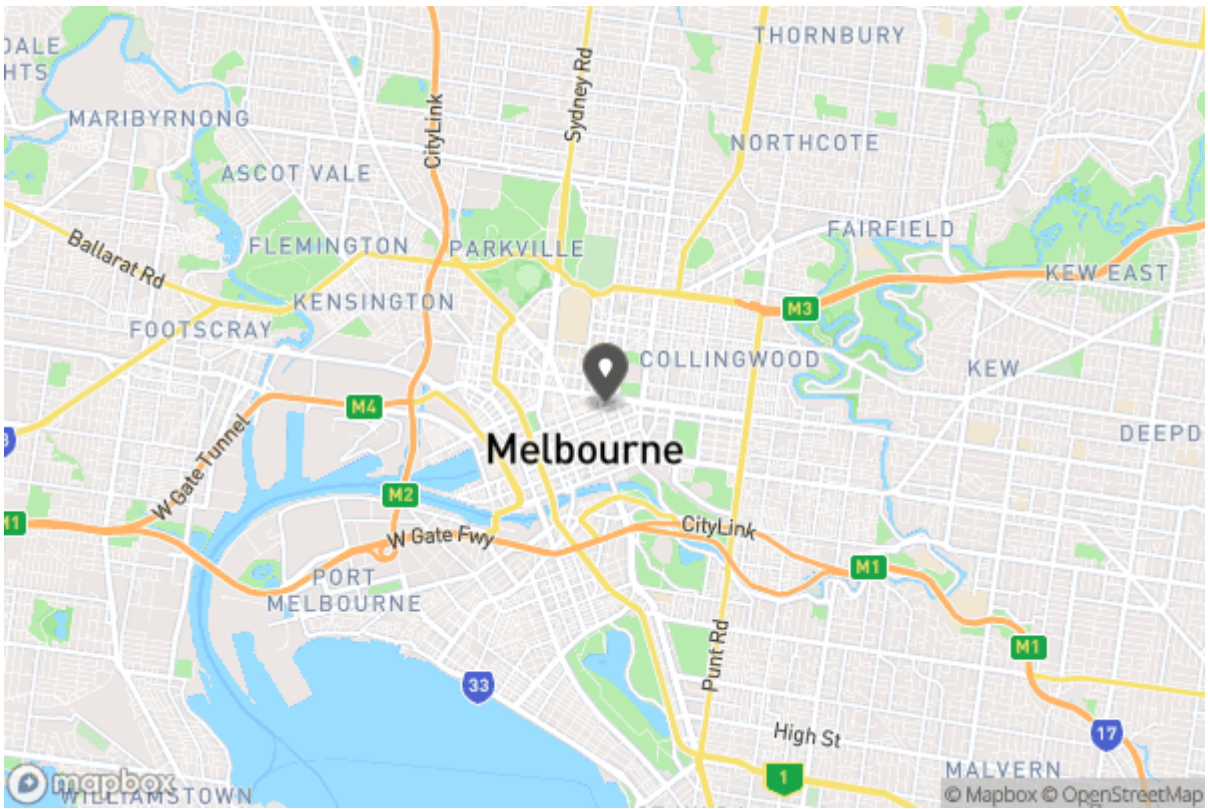 THORNBURY
DALE
HTS
Sydney Rd
CityLink
MARIBYRNONG
NORTHCOTE
ASCOT VALE
FAIRFIELD
Ballarat Rd
FLEMINGTON
PARKVILLE
KEW EAST
KENSINGTON
M3
FOOTSCRAY
COLLINGWOOD
KEW
M4
DEEPD
W Gate Tunnel
Melbourne
M2
M1
W Gate Fwy
CityLink
M1
PORT
MELBOURNE
Punt Rd
M1
33
17
High St
1
MALVERN
mapbox
WILLIAMSTOWN
© Mapbox © OpenStreetMap